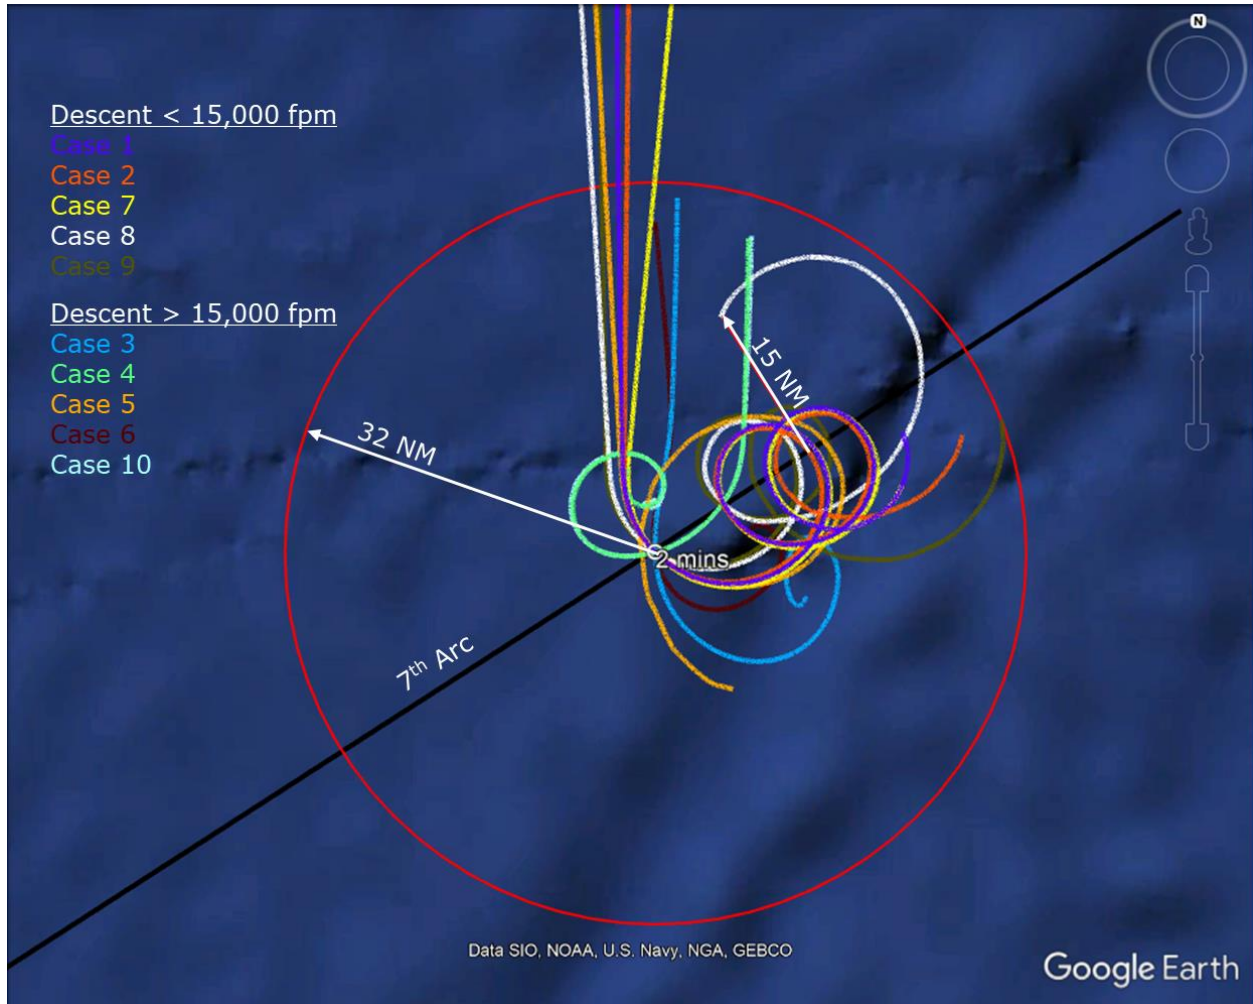 N
Descent < 15,000 fpm
Case 1
Case 2
Case 7
Case 8
Case 9
Descent > 15,000 fpm
Case 3
Case 4
Case 5
Case 6
Case 10
15 NM
32 NM
2 mins
7th Arc
Data SIO, NOAA, U.S. Navy, NGA, GEBCO
Google Earth